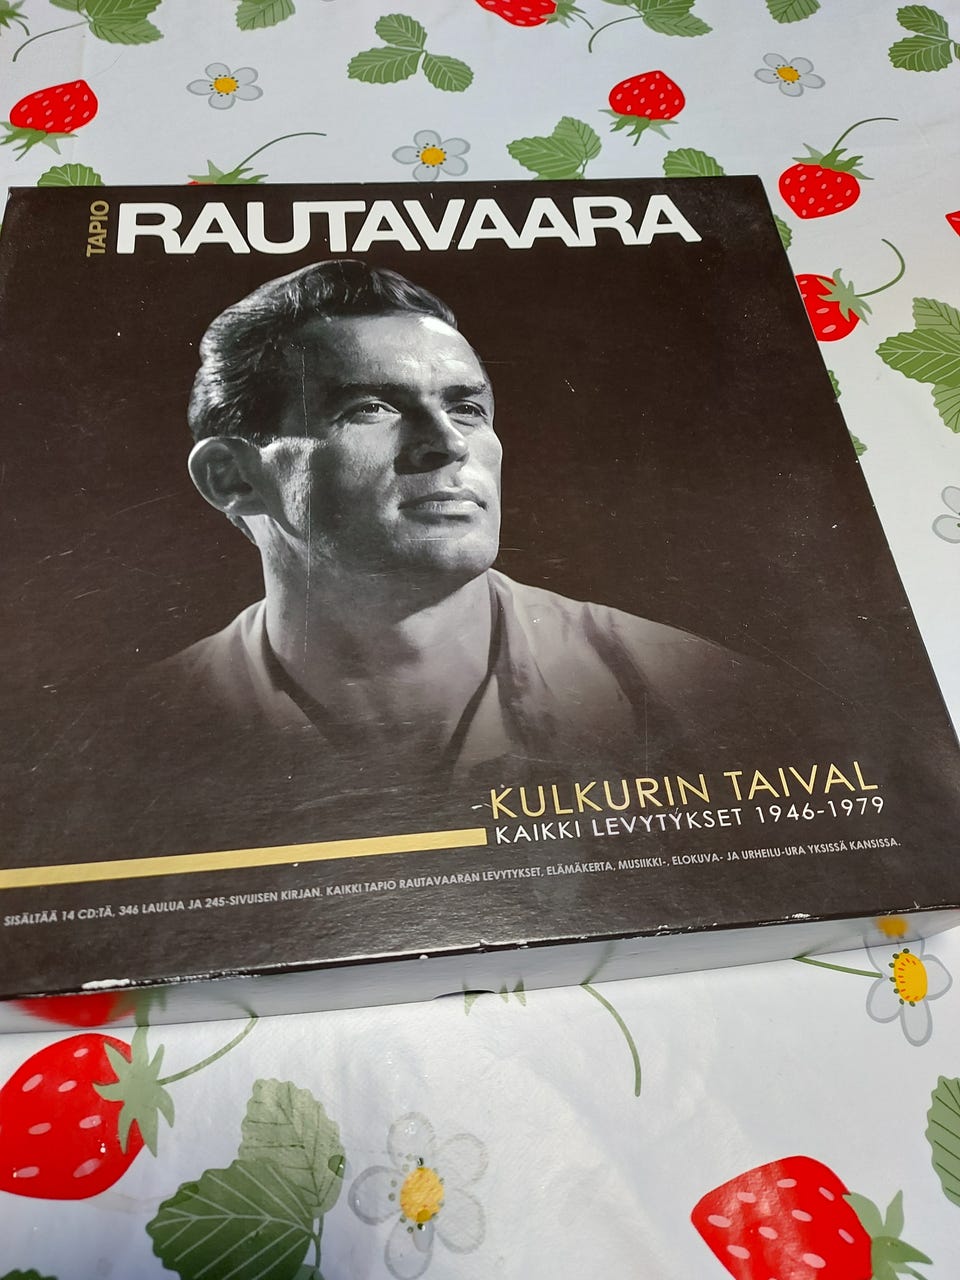 TAPIO RAUTAVAARA
KULKURIN TAIVAL
KAIKKI LEVYTYKSET 1946-1979
SISÄLTÄÄ 14 CD:TÄ, 346 LAULUA JA 245-SIVUISEN KIRJAN. KAIKKI TAPIO RAUTAVAARAN LEVYTYKSET, ELÄMÄKERTA, MUSIIKKI-, ELOKUVA- JA URHEILU-URA YKSISSÄ KANSISSA.